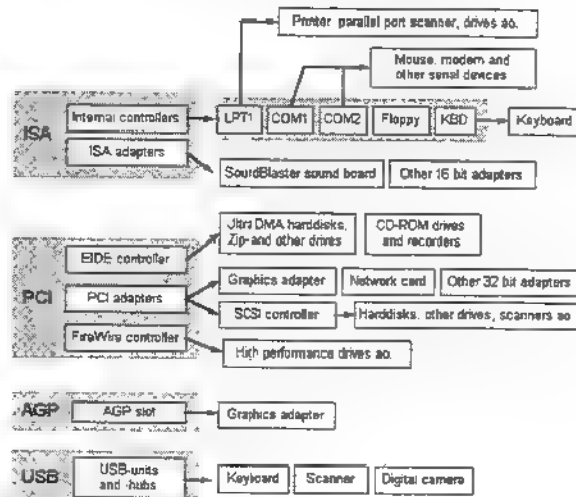 Printer parallel port scanner, drives ao.
Mouse, modem and
other serial devices
ISA
Internal controllers
LPT1
COM1
COM2
Floppy
KBD
Keyboard
ISA adapters
SourdBlaster sound board
Other 16 bit adapters
PCI
EIDE controller
Ultra DMA harddisks,
Zip-and other drives
CD-ROM drives
and recorders
PCI adapters
Graphics adapter
Network card
Other 32 bit adapters
SCSI controller
Harddisks, other drives, scanners ao
FireWire controller
High performance drives ao.
AGP
AGP slot
Graphics adapter
USB
USB-units
and -hubs
Keyboard
Scanner
Digital camera